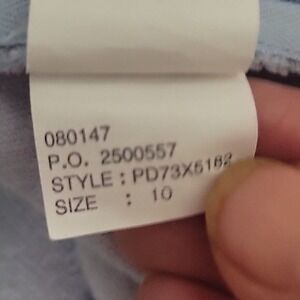 080147
P.O. 2500557
STYLE : PD73X5182
SIZE : 10